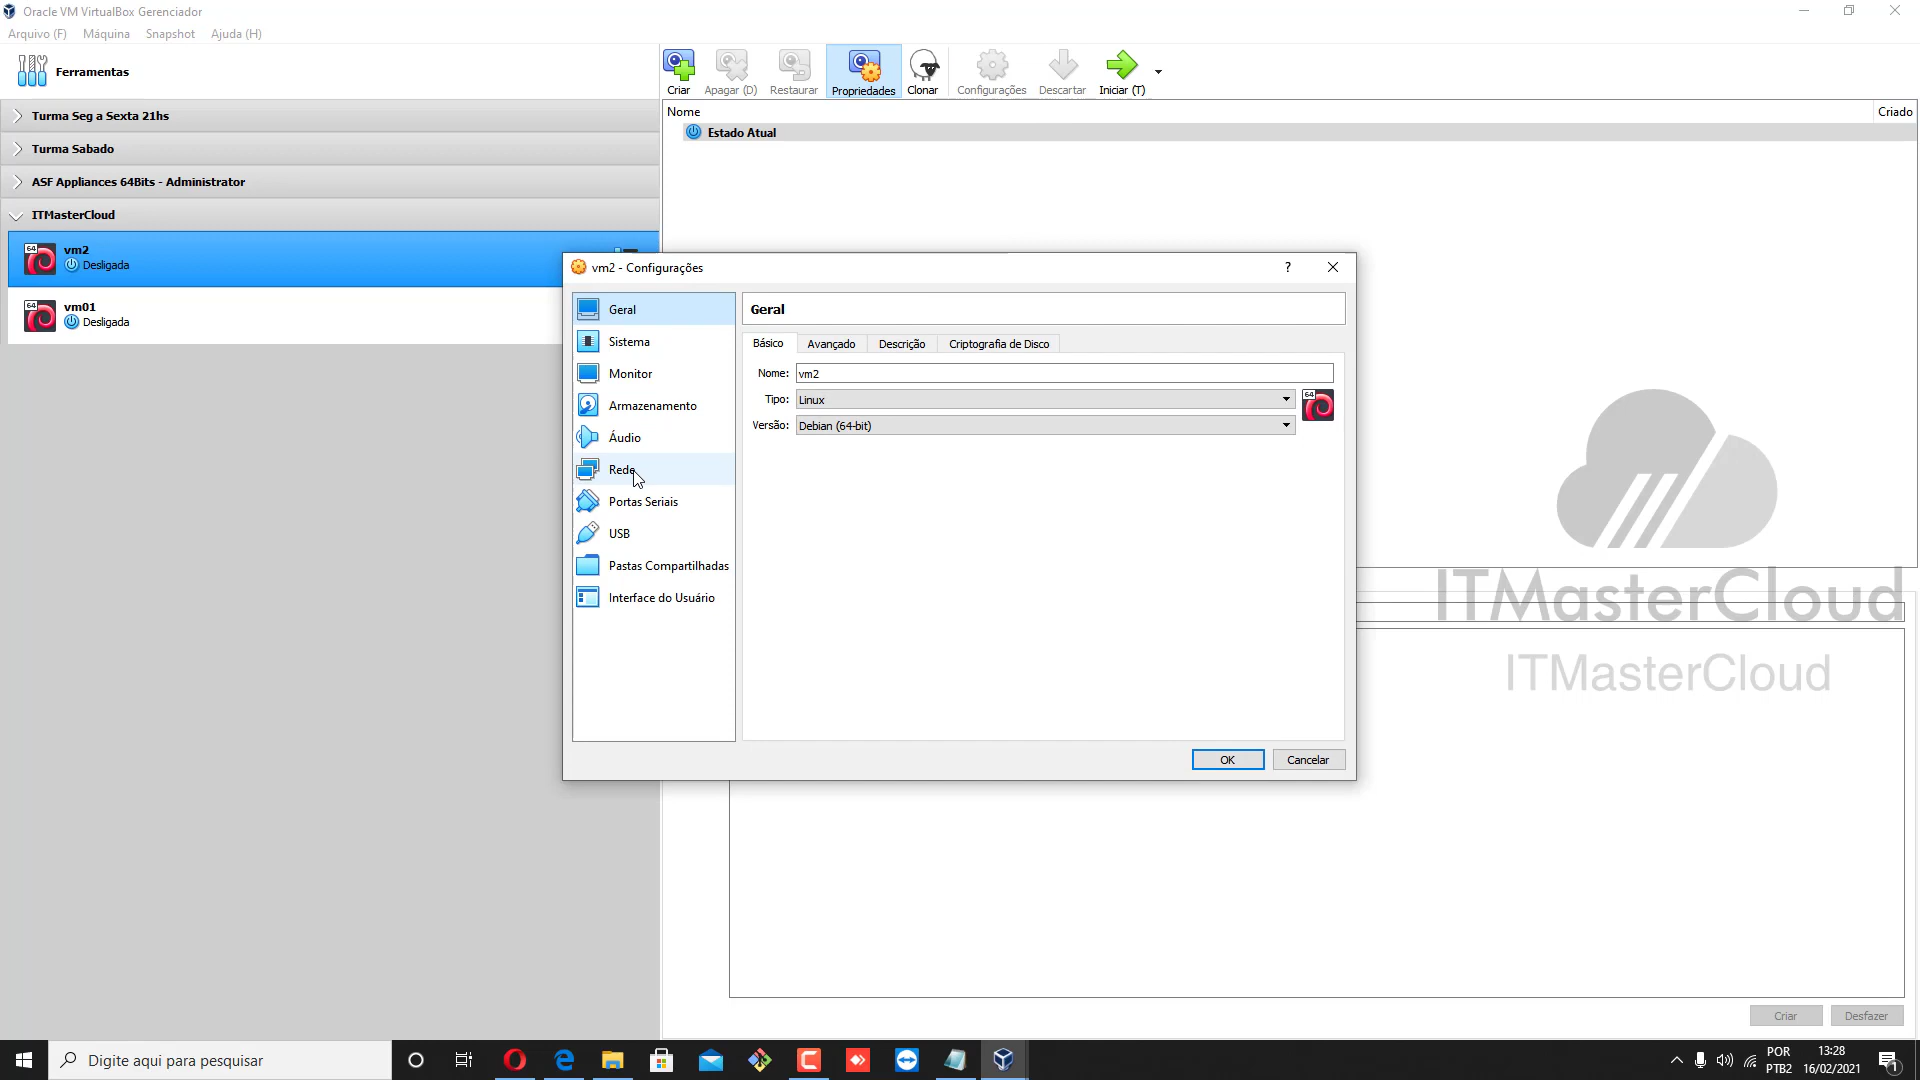 Oracle VM VirtualBox Gerenciador
Arquivo (F) Máquina Snapshot Ajuda (H)
Ferramentas
Criar Apagar (D) Restaurar Propriedades Clonar Configurações Descartar Iniciar (T)
Turma Seg a Sexta 21hs
Turma Sabado
ASF Appliances 64Bits - Administrator
ITMasterCloud
64 vm2
Desligada
64 vm01
Desligada
Nome Criado
Estado Atual
vm2 - Configurações ?
Geral
Sistema
Monitor
Armazenamento
Áudio
Rede
Portas Seriais
USB
Pastas Compartilhadas
Interface do Usuário
Geral
Básico Avançado Descrição Criptografia de Disco
Nome: vm2
Tipo: Linux
64
Versão: Debian (64-bit)
OK Cancelar
ITMasterCloud
ITMasterCloud
Criar Desfazer
Digite aqui para pesquisar
POR
PTB2
13:28
16/02/2021
1